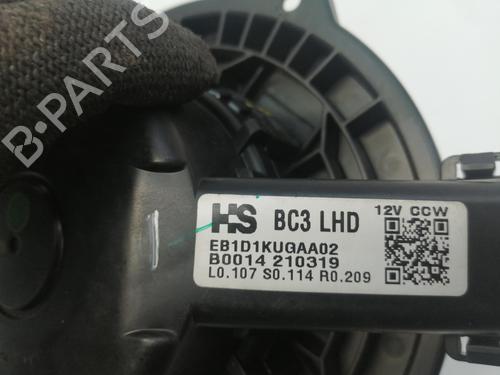 B-PARTS
HS BC3 LHD 12V CCW
EB1D1KUGAA02
B0014 210319
L0.107 S0.114 R0.209